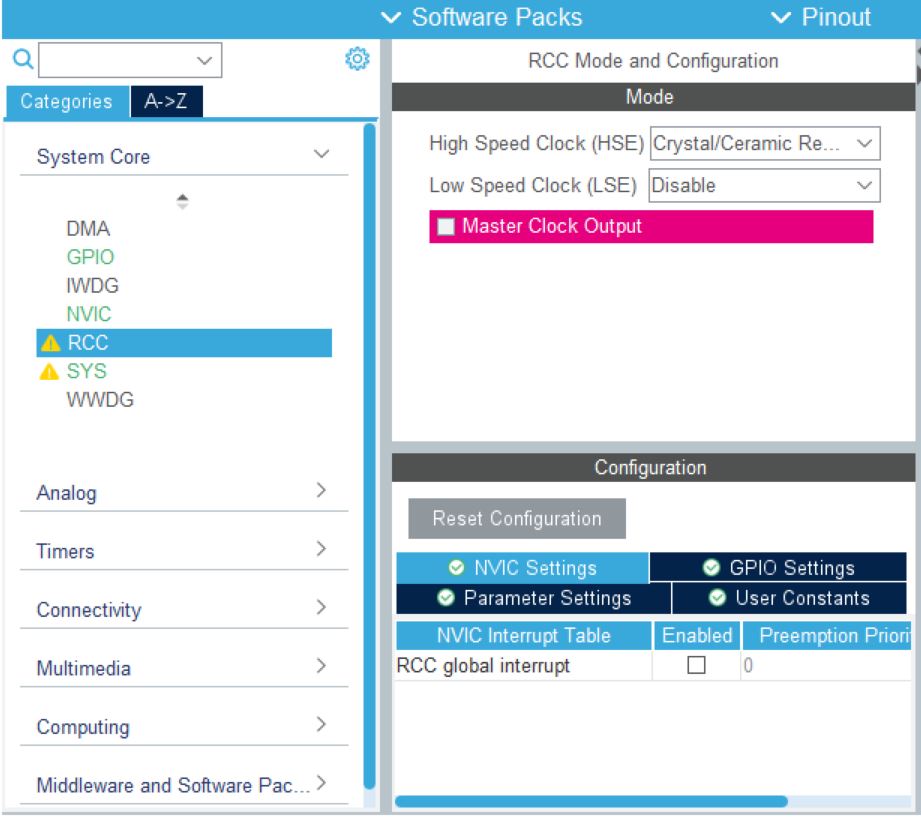 Software Packs
Pinout
Categories
A->Z
System Core
DMA
GPIO
IWDG
NVIC
RCC
SYS
WWDG
Analog
Timers
Connectivity
Multimedia
Computing
Middleware and Software Pac...
RCC Mode and Configuration
Mode
High Speed Clock (HSE) Crystal/Ceramic Re...
Low Speed Clock (LSE) Disable
Master Clock Output
Configuration
Reset Configuration
NVIC Settings GPIO Settings
Parameter Settings User Constants
NVIC Interrupt Table Enabled Preemption Priori
RCC global interrupt 0